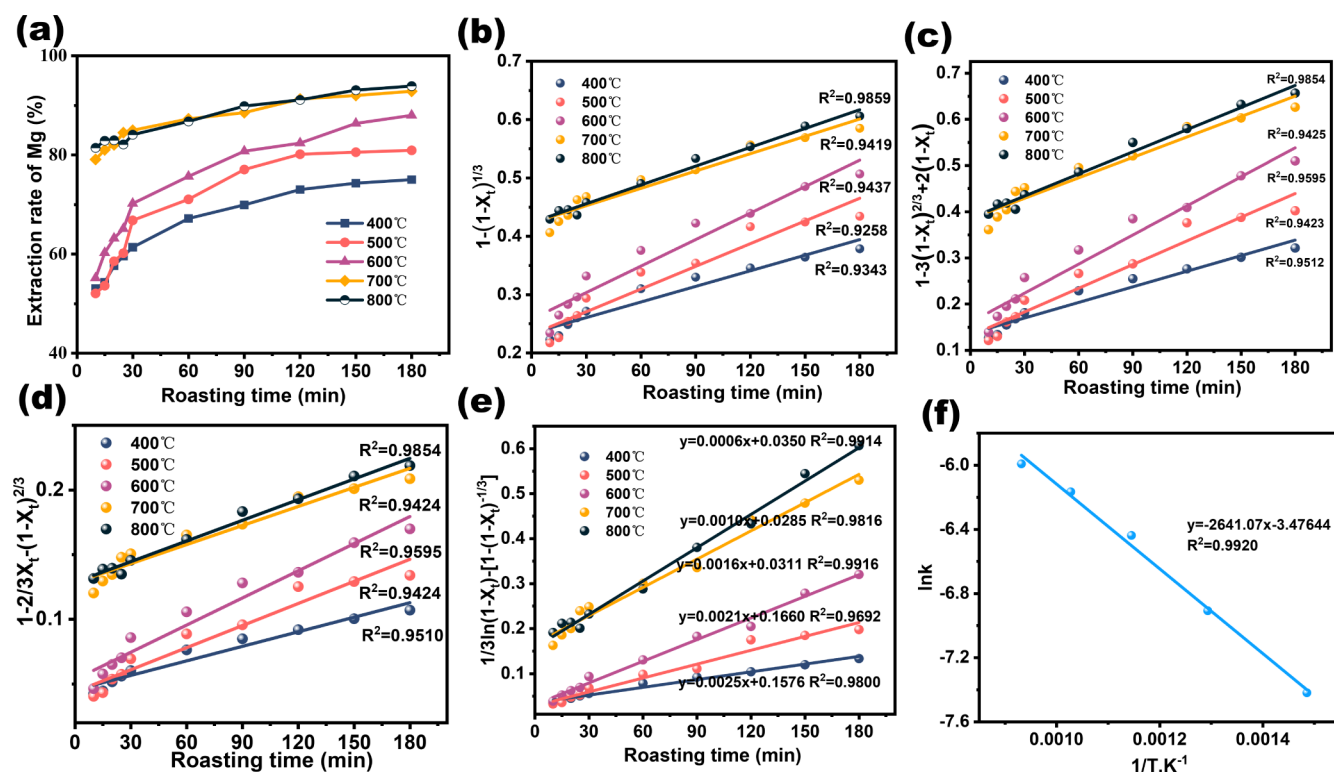 (a)
Extraction rate of Mg (%)
100
80
60
40
0 30 60 90 120 150 180
Roasting time (min)
400℃
500℃
600℃
700℃
800℃
(b)
1-(1-X_t)^1/3
0.7
0.6
0.5
0.4
0.3
0.2
0 30 60 90 120 150 180
Roasting time (min)
400℃
500℃
600℃
700℃
800℃
R²=0.9859
R²=0.9419
R²=0.9437
R²=0.9258
R²=0.9343
(c)
1-3(1-X_t)^2/3+2(1-X_t)
0.7
0.6
0.5
0.4
0.3
0.2
0.1
0 30 60 90 120 150 180
Roasting time (min)
400℃
500℃
600℃
700℃
800℃
R²=0.9854
R²=0.9425
R²=0.9595
R²=0.9423
R²=0.9512
(d)
1-2/3X_t-(1-X_t)^2/3
0.2
0.1
0 30 60 90 120 150 180
Roasting time (min)
400℃
500℃
600℃
700℃
800℃
R²=0.9854
R²=0.9424
R²=0.9595
R²=0.9424
R²=0.9510
(e)
1/3ln(1-X_t)-[1-(1-X_t)^-1/3]
0.6
0.5
0.4
0.3
0.2
0.1
0 30 60 90 120 150 180
Roasting time (min)
400℃
500℃
600℃
700℃
800℃
y=0.0006x+0.0350 R²=0.9914
y=0.0010x+0.0285 R²=0.9816
y=0.0016x+0.0311 R²=0.9916
y=0.0021x+0.1660 R²=0.9692
y=0.0025x+0.1576 R²=0.9800
(f)
lnk
-6.0
-6.4
-6.8
-7.2
-7.6
0.0010 0.0012 0.0014
1/T.K⁻¹
y=-2641.07x-3.47644
R²=0.9920